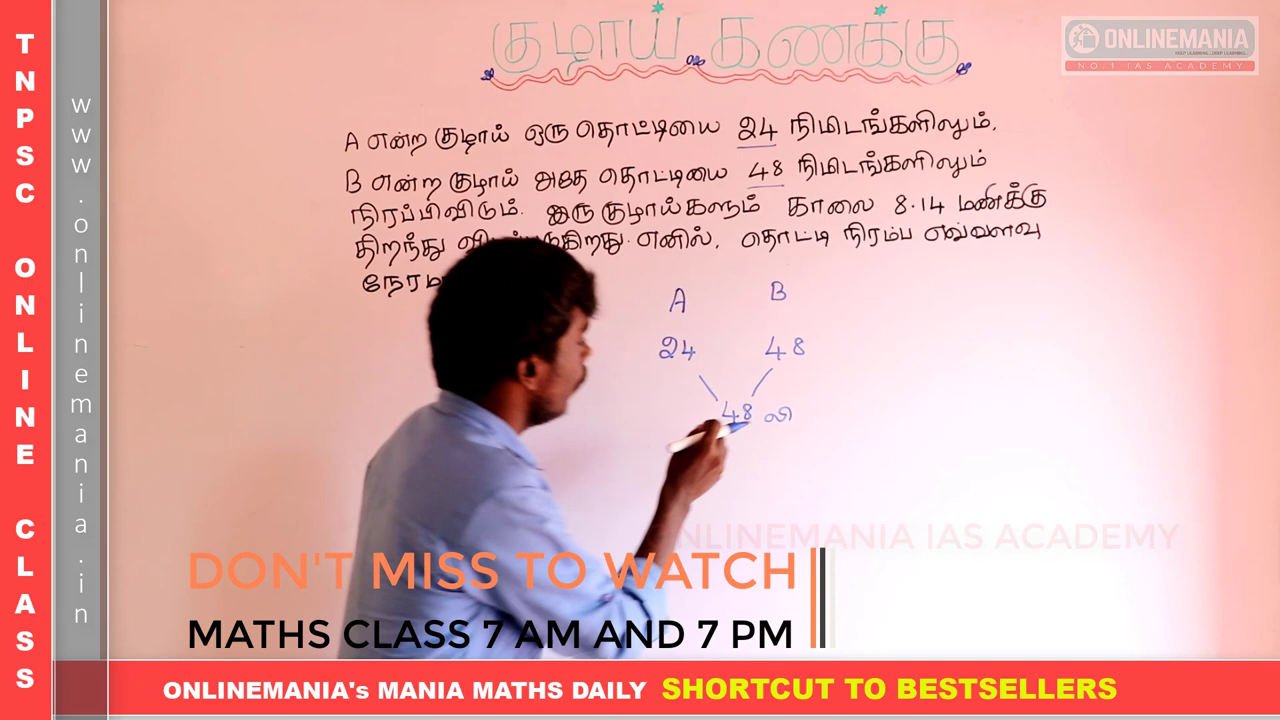 குழாய் கணக்கு
ONLINEMANIA
DEEP LEARNING...DEEP LEARNING...
NO:1 IAS ACADEMY
A என்ற குழாய் ஒரு தொட்டியை 24 நிமிடங்களிலும்,
B என்ற குழாய் அதே தொட்டியை 48 நிமிடங்களிலும்
நிரப்பிவிடும். இரு குழாய்களும் காலை 8.14 மணிக்கு
திறந்து எனில், தொட்டி நிரம்ப எவ்வளவு
A B
24 48
48 லி
NLINEMANIA IAS ACADEMY
DON'T MISS TO WATCH
MATHS CLASS 7 AM AND 7 PM
ONLINEMANIA's MANIA MATHS DAILY SHORTCUT TO BESTSELLERS
TNPSC ONLINE CLASS
www.onlinemania.in